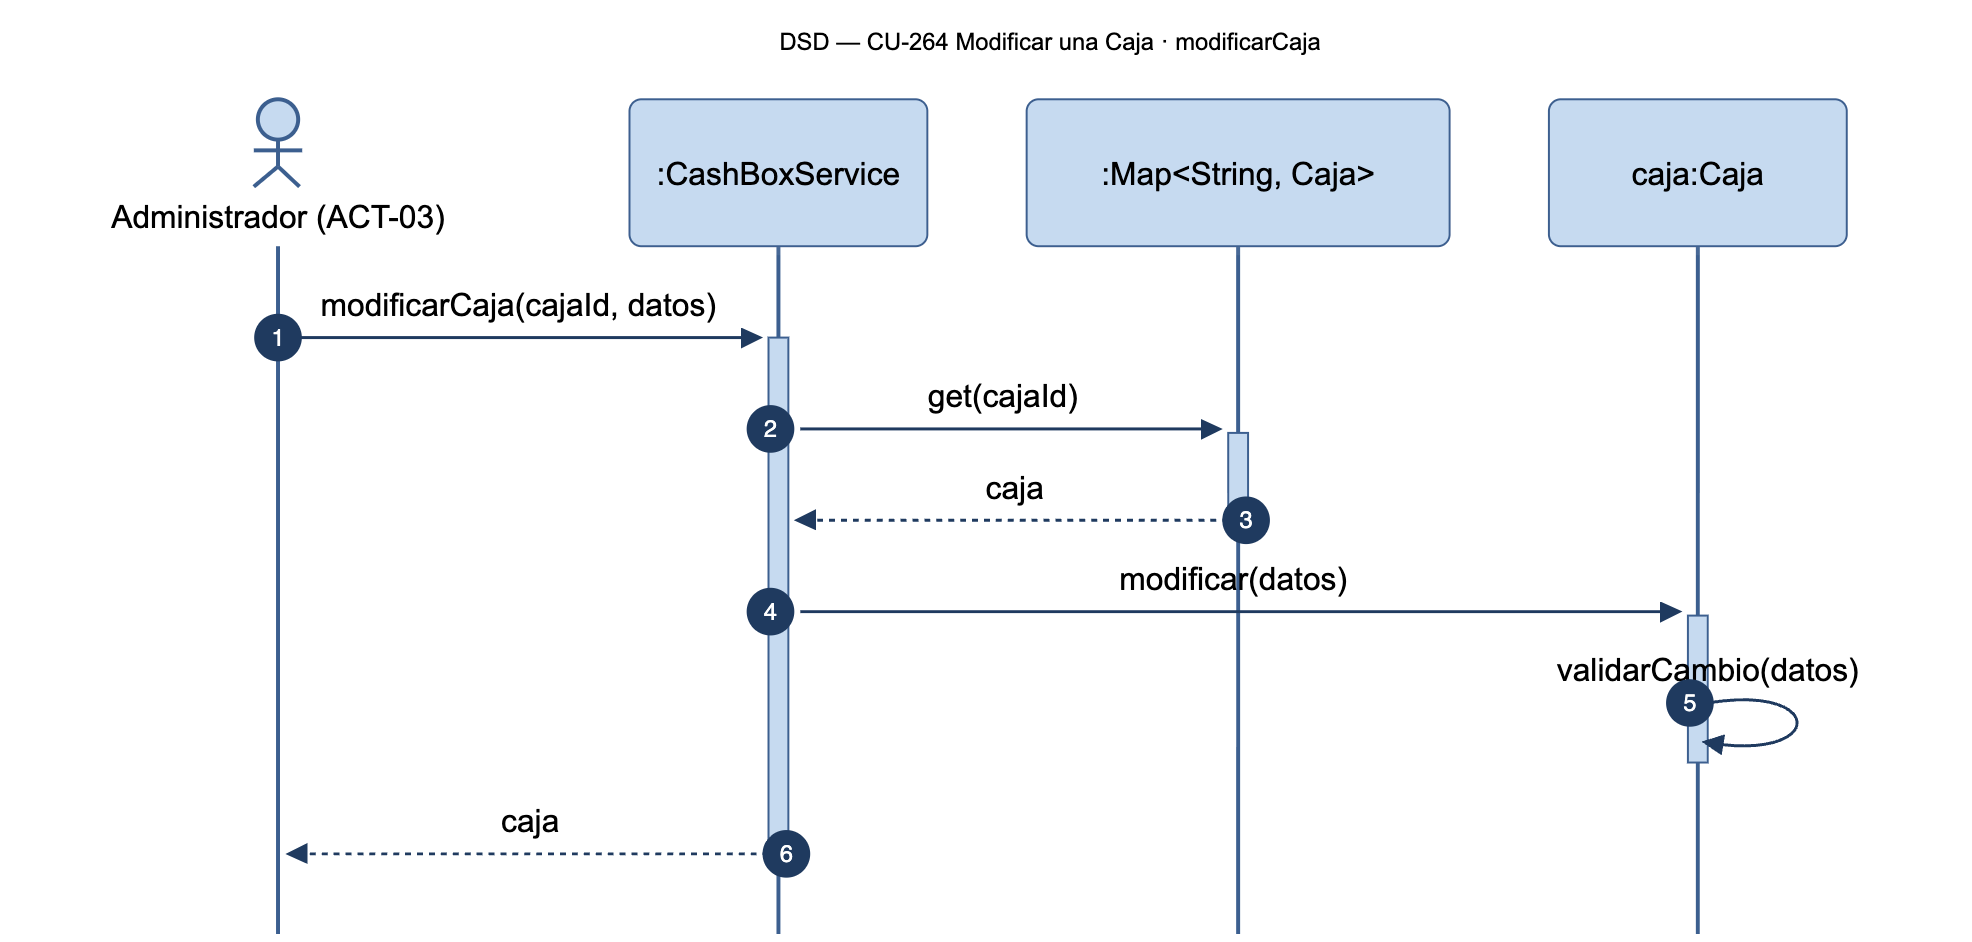 DSD — CU-264 Modificar una Caja · modificarCaja
Administrador (ACT-03)
:CashBoxService
:Map<String, Caja>
caja:Caja
modificarCaja(cajaId, datos)
1
get(cajaId)
2
caja
3
modificar(datos)
4
validarCambio(datos)
5
caja
6